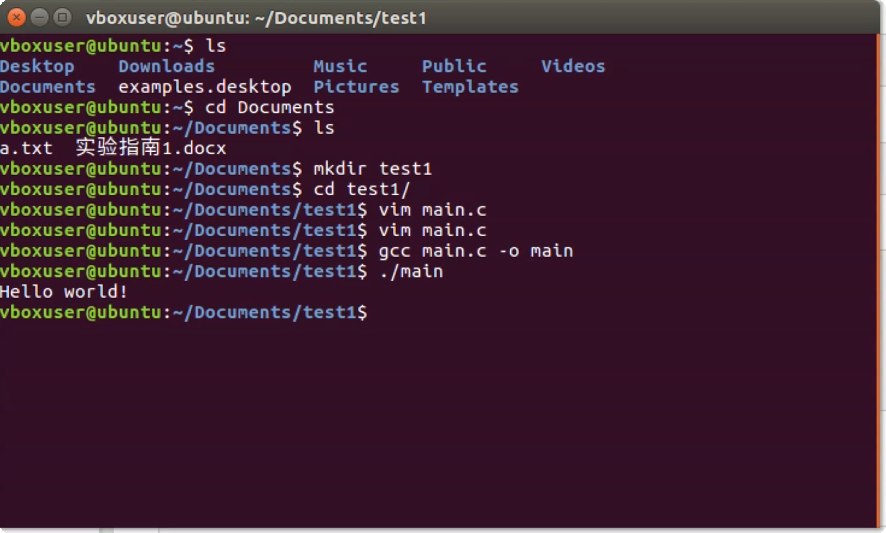 vboxuser@ubuntu: ~/Documents/test1
vboxuser@ubuntu:~$ ls
Desktop    Downloads         Music     Public     Videos
Documents  examples.desktop  Pictures  Templates
vboxuser@ubuntu:~$ cd Documents
vboxuser@ubuntu:~/Documents$ ls
a.txt  实验指南1.docx
vboxuser@ubuntu:~/Documents$ mkdir test1
vboxuser@ubuntu:~/Documents$ cd test1/
vboxuser@ubuntu:~/Documents/test1$ vim main.c
vboxuser@ubuntu:~/Documents/test1$ vim main.c
vboxuser@ubuntu:~/Documents/test1$ gcc main.c -o main
vboxuser@ubuntu:~/Documents/test1$ ./main
Hello world!
vboxuser@ubuntu:~/Documents/test1$